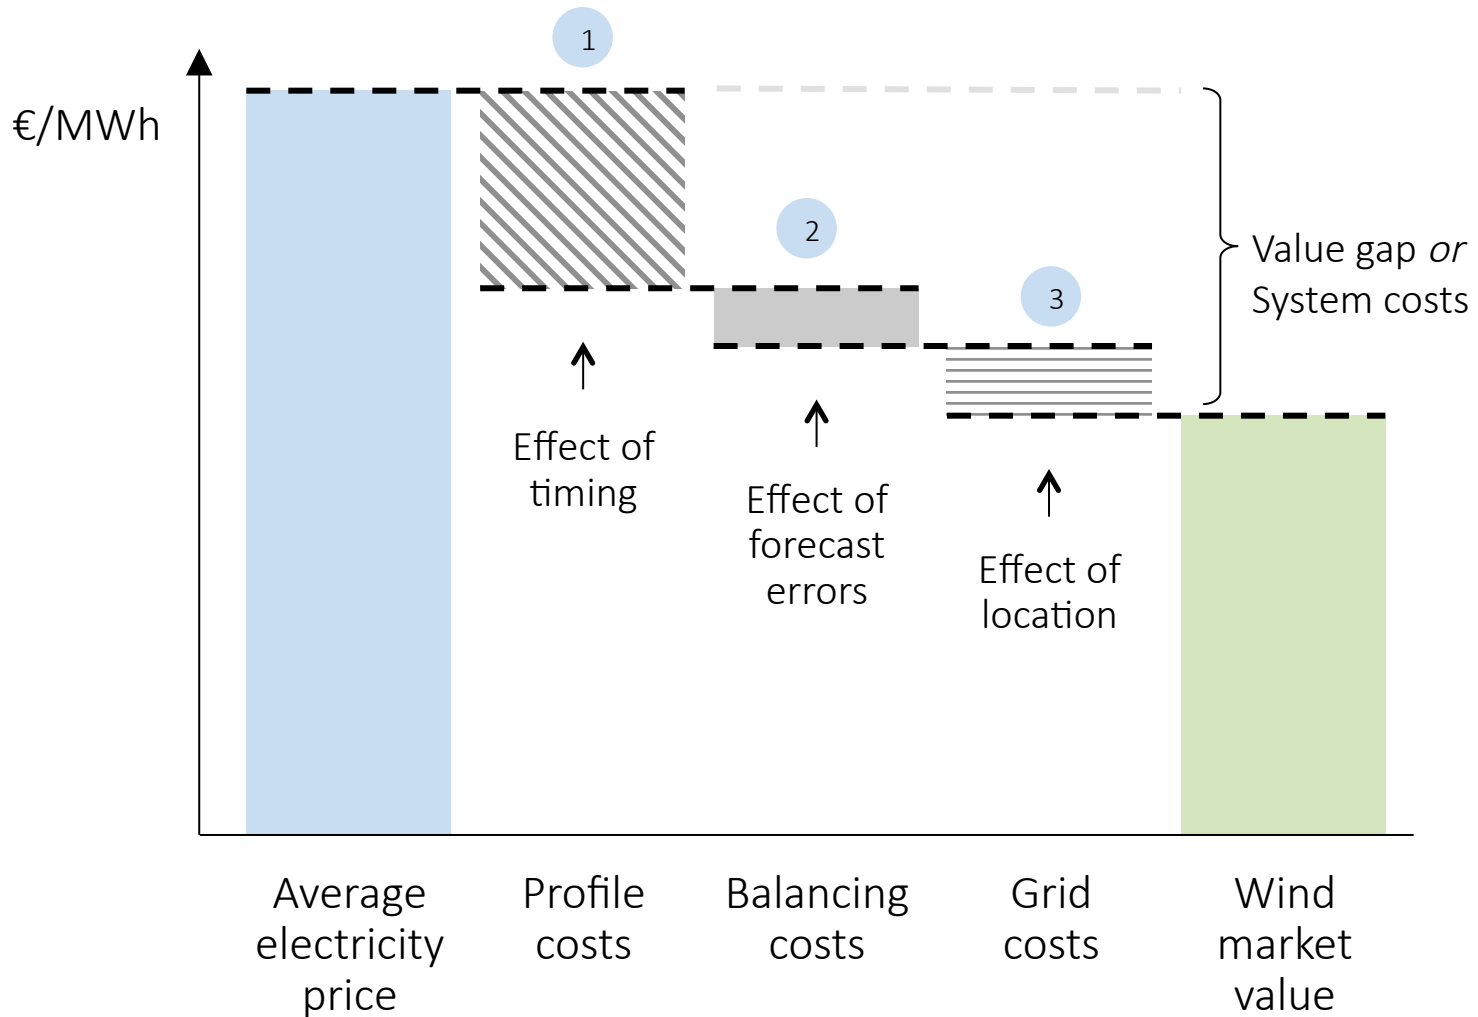 1
€/MWh
2
Value gap or
System costs
3
Effect of
timing
Effect of
forecast
errors
Effect of
location
Average
electricity
price
Profile
costs
Balancing
costs
Grid
costs
Wind
market
value